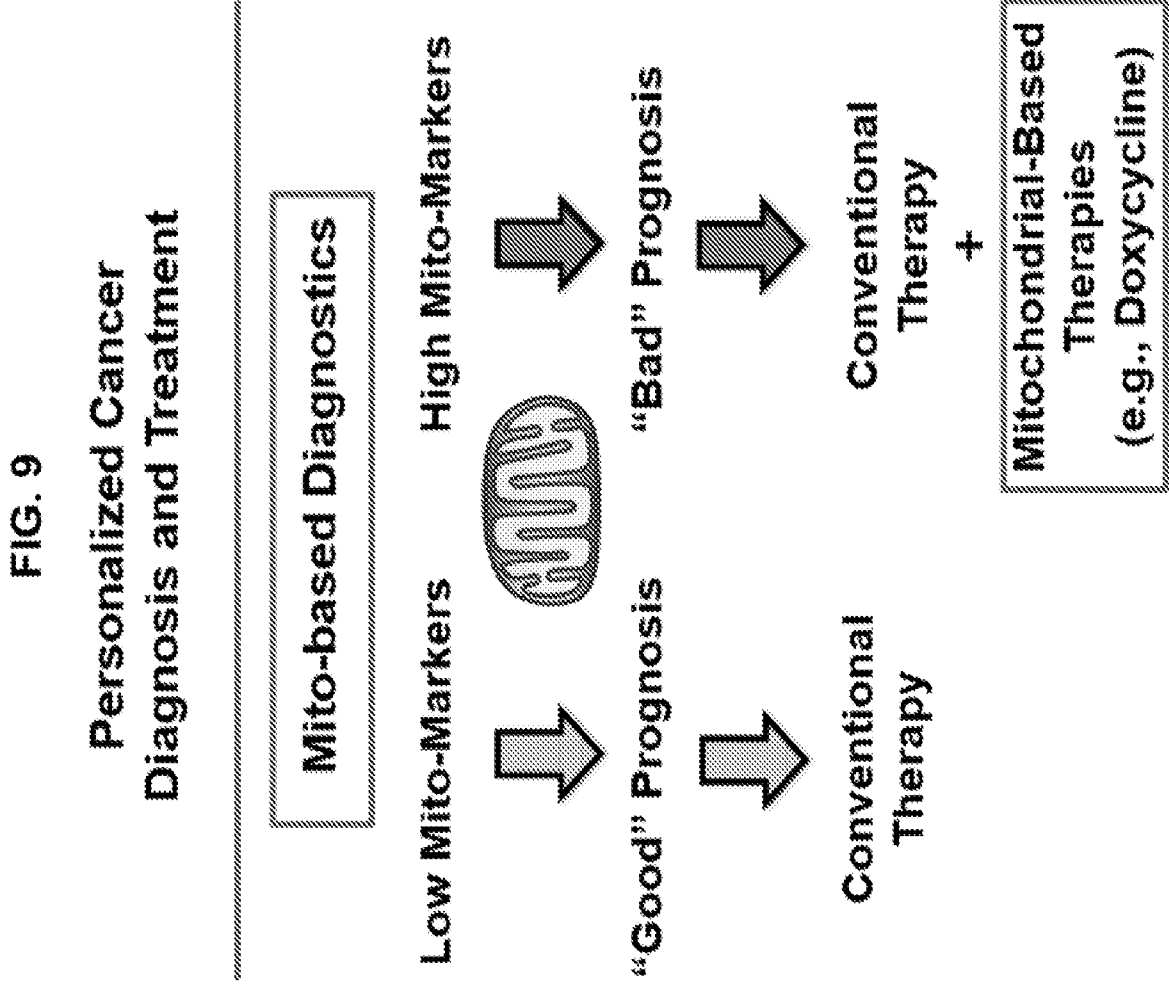 FIG. 9
Personalized Cancer
Diagnosis and Treatment
Mito-based Diagnostics
Low Mito-Markers
High Mito-Markers
“Good” Prognosis
“Bad” Prognosis
Conventional
Therapy
Conventional
Therapy
+
Mitochondrial-Based
Therapies
(e.g., Doxycycline)